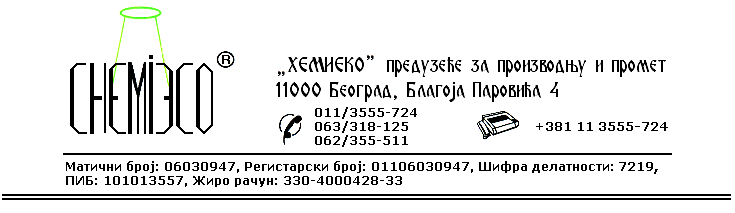 CHEMiECO®
„ХЕМИЕКО” предузеће за производњу и промет
11000 Београд, Благоја Паровића 4
011/3555-724
063/318-125
062/355-511
+381 11 3555-724
Матични број: 06030947, Регистарски број: 01106030947, Шифра делатности: 7219,
ПИБ: 101013557, Жиро рачун: 330-4000428-33